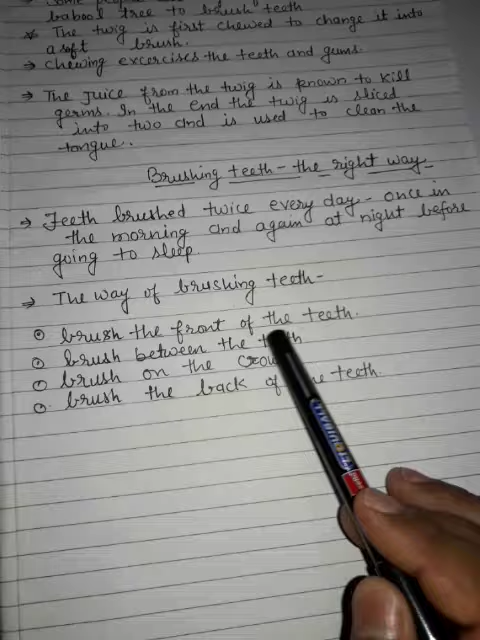 babool tree to brush teeth
* The twig is first chewed to change it into
a soft brush.
→ Chewing excercises the teeth and gums.
→ The Juice from the twig is known to kill
germs. In the end the twig is sliced
into two and is used to clean the
tongue..
Brushing teeth - the right way
→ Teeth brushed twice every day - once in
the morning and again at night before
going to sleep.
→ The way of brushing teeth-
brush the front of the teeth.
brush between the
brush on the
brush the back of teeth.